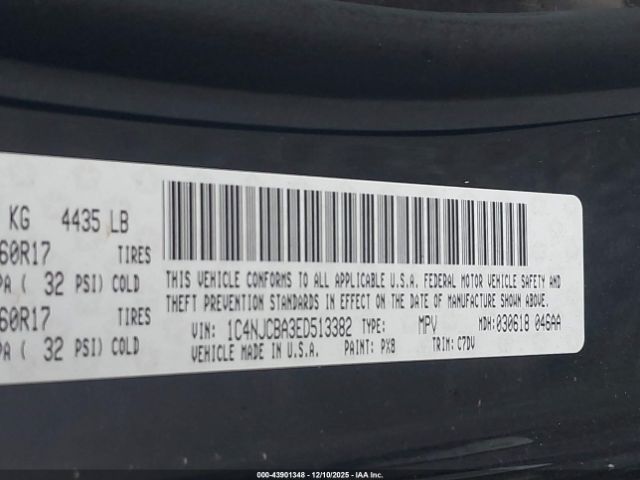 KG 4435 LB
60R17 TIRES
PA ( 32 PSI) COLD
60R17 TIRES
PA ( 32 PSI) COLD
THIS VEHICLE CONFORMS TO ALL APPLICABLE U.S.A. FEDERAL MOTOR VEHICLE SAFETY AND
THEFT PREVENTION STANDARDS IN EFFECT ON THE DATE OF MANUFACTURE SHOWN ABOVE.
VIN: 1C4NJCBA3ED513382 TYPE: MPV MDH:030618 046AA
VEHICLE MADE IN U.S.A. PAINT: PX8 TRIM: C7DV
000-43901348 - 12/10/2025 - IAA Inc.